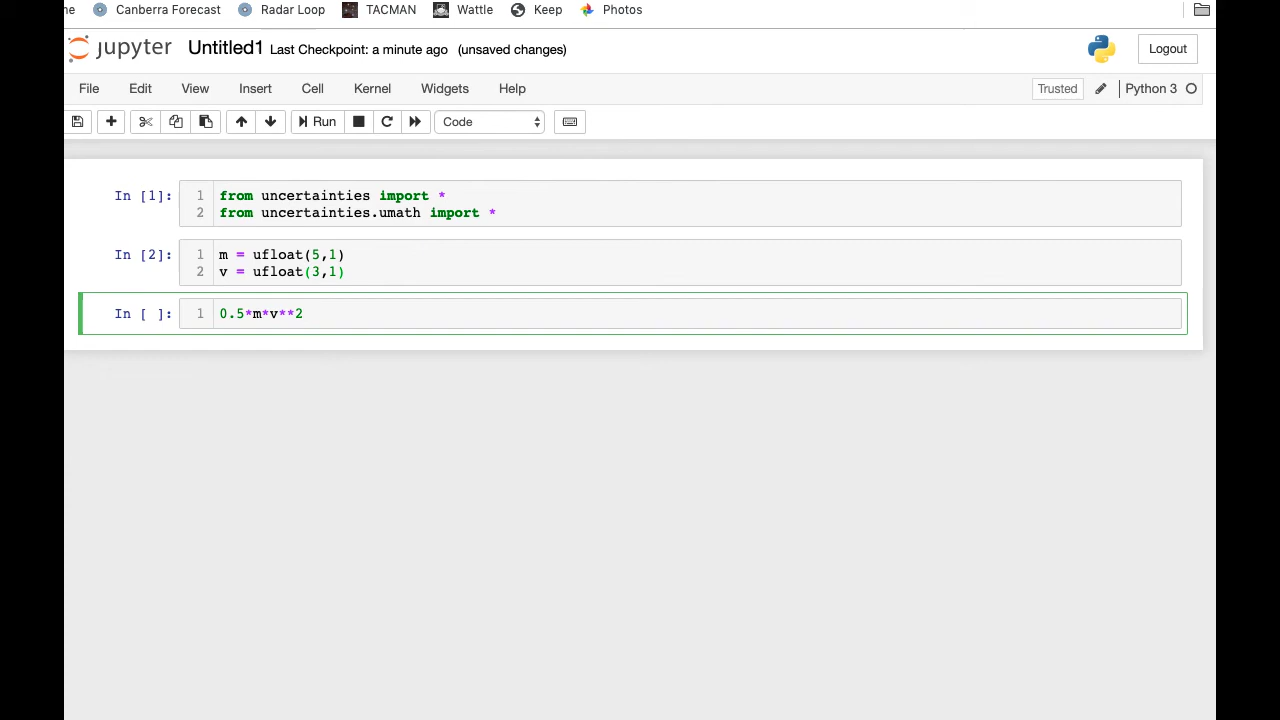 me Canberra Forecast Radar Loop TACMAN Wattle Keep Photos
jupyter Untitled1 Last Checkpoint: a minute ago (unsaved changes) Logout
File Edit View Insert Cell Kernel Widgets Help Trusted Python 3
Run Code
In [1]: 1 from uncertainties import *
2 from uncertainties.umath import *
In [2]: 1 m = ufloat(5,1)
2 v = ufloat(3,1)
In [ ]: 1 0.5*m*v**2